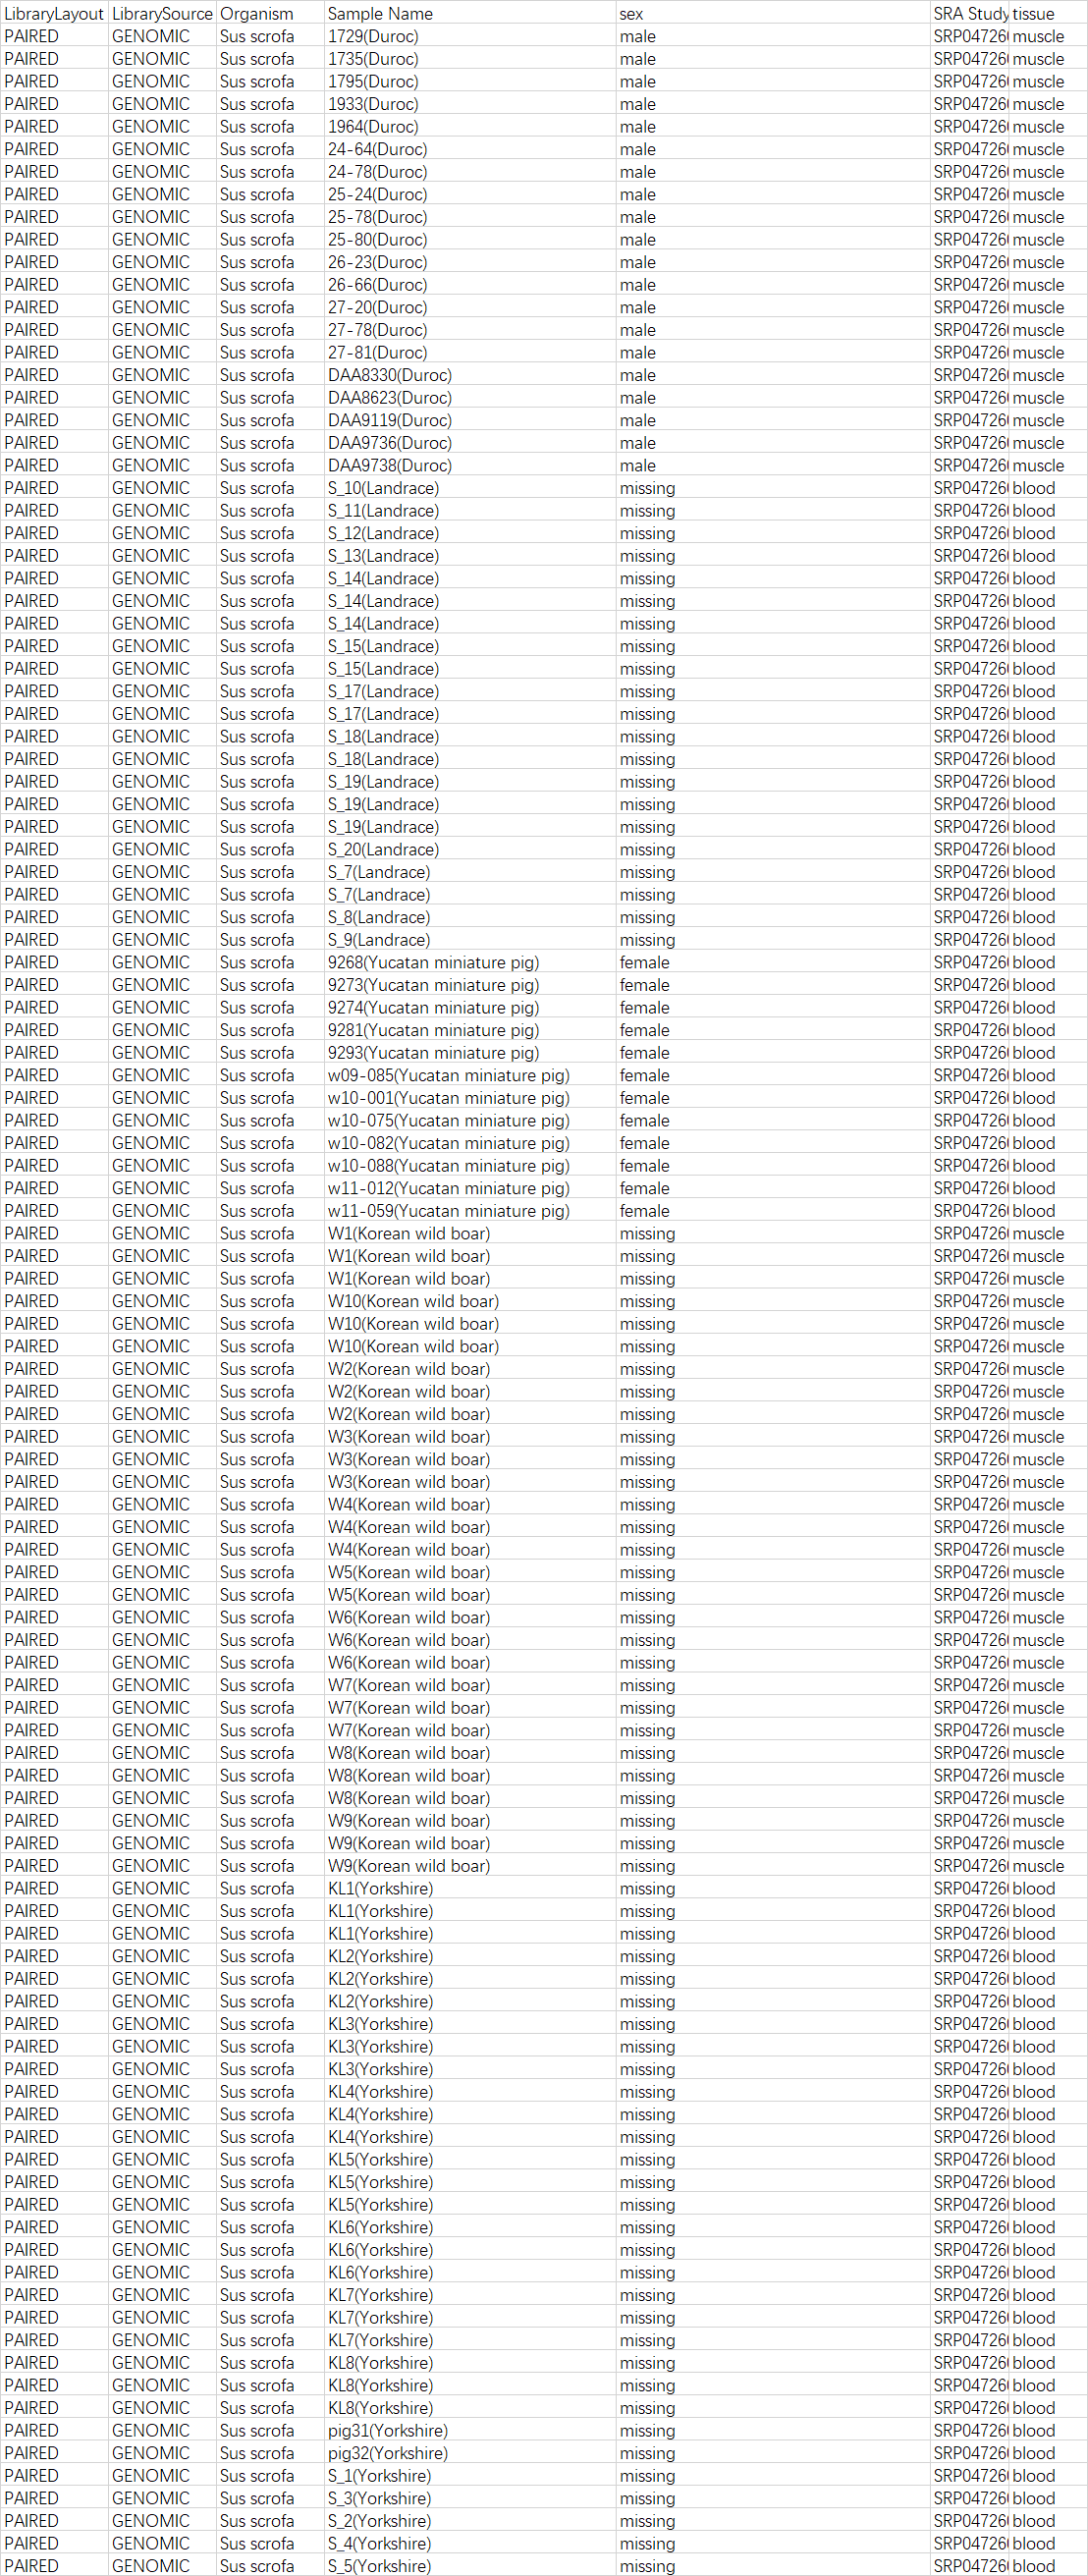 LibraryLayout LibrarySource Organism Sample Name sex SRA Study tissue
PAIRED GENOMIC Sus scrofa 1729(Duroc) male SRP04726 muscle
PAIRED GENOMIC Sus scrofa 1735(Duroc) male SRP04726 muscle
PAIRED GENOMIC Sus scrofa 1795(Duroc) male SRP04726 muscle
PAIRED GENOMIC Sus scrofa 1933(Duroc) male SRP04726 muscle
PAIRED GENOMIC Sus scrofa 1964(Duroc) male SRP04726 muscle
PAIRED GENOMIC Sus scrofa 24-64(Duroc) male SRP04726 muscle
PAIRED GENOMIC Sus scrofa 24-78(Duroc) male SRP04726 muscle
PAIRED GENOMIC Sus scrofa 25-24(Duroc) male SRP04726 muscle
PAIRED GENOMIC Sus scrofa 25-78(Duroc) male SRP04726 muscle
PAIRED GENOMIC Sus scrofa 25-80(Duroc) male SRP04726 muscle
PAIRED GENOMIC Sus scrofa 26-23(Duroc) male SRP04726 muscle
PAIRED GENOMIC Sus scrofa 26-66(Duroc) male SRP04726 muscle
PAIRED GENOMIC Sus scrofa 27-20(Duroc) male SRP04726 muscle
PAIRED GENOMIC Sus scrofa 27-78(Duroc) male SRP04726 muscle
PAIRED GENOMIC Sus scrofa 27-81(Duroc) male SRP04726 muscle
PAIRED GENOMIC Sus scrofa DAA8330(Duroc) male SRP04726 muscle
PAIRED GENOMIC Sus scrofa DAA8623(Duroc) male SRP04726 muscle
PAIRED GENOMIC Sus scrofa DAA9119(Duroc) male SRP04726 muscle
PAIRED GENOMIC Sus scrofa DAA9736(Duroc) male SRP04726 muscle
PAIRED GENOMIC Sus scrofa DAA9738(Duroc) male SRP04726 muscle
PAIRED GENOMIC Sus scrofa S_10(Landrace) missing SRP04726 blood
PAIRED GENOMIC Sus scrofa S_11(Landrace) missing SRP04726 blood
PAIRED GENOMIC Sus scrofa S_12(Landrace) missing SRP04726 blood
PAIRED GENOMIC Sus scrofa S_13(Landrace) missing SRP04726 blood
PAIRED GENOMIC Sus scrofa S_14(Landrace) missing SRP04726 blood
PAIRED GENOMIC Sus scrofa S_14(Landrace) missing SRP04726 blood
PAIRED GENOMIC Sus scrofa S_14(Landrace) missing SRP04726 blood
PAIRED GENOMIC Sus scrofa S_15(Landrace) missing SRP04726 blood
PAIRED GENOMIC Sus scrofa S_15(Landrace) missing SRP04726 blood
PAIRED GENOMIC Sus scrofa S_17(Landrace) missing SRP04726 blood
PAIRED GENOMIC Sus scrofa S_17(Landrace) missing SRP04726 blood
PAIRED GENOMIC Sus scrofa S_18(Landrace) missing SRP04726 blood
PAIRED GENOMIC Sus scrofa S_18(Landrace) missing SRP04726 blood
PAIRED GENOMIC Sus scrofa S_19(Landrace) missing SRP04726 blood
PAIRED GENOMIC Sus scrofa S_19(Landrace) missing SRP04726 blood
PAIRED GENOMIC Sus scrofa S_19(Landrace) missing SRP04726 blood
PAIRED GENOMIC Sus scrofa S_20(Landrace) missing SRP04726 blood
PAIRED GENOMIC Sus scrofa S_7(Landrace) missing SRP04726 blood
PAIRED GENOMIC Sus scrofa S_7(Landrace) missing SRP04726 blood
PAIRED GENOMIC Sus scrofa S_8(Landrace) missing SRP04726 blood
PAIRED GENOMIC Sus scrofa S_9(Landrace) missing SRP04726 blood
PAIRED GENOMIC Sus scrofa 9268(Yucatan miniature pig) female SRP04726 blood
PAIRED GENOMIC Sus scrofa 9273(Yucatan miniature pig) female SRP04726 blood
PAIRED GENOMIC Sus scrofa 9274(Yucatan miniature pig) female SRP04726 blood
PAIRED GENOMIC Sus scrofa 9281(Yucatan miniature pig) female SRP04726 blood
PAIRED GENOMIC Sus scrofa 9293(Yucatan miniature pig) female SRP04726 blood
PAIRED GENOMIC Sus scrofa w09-085(Yucatan miniature pig) female SRP04726 blood
PAIRED GENOMIC Sus scrofa w10-001(Yucatan miniature pig) female SRP04726 blood
PAIRED GENOMIC Sus scrofa w10-075(Yucatan miniature pig) female SRP04726 blood
PAIRED GENOMIC Sus scrofa w10-082(Yucatan miniature pig) female SRP04726 blood
PAIRED GENOMIC Sus scrofa w10-088(Yucatan miniature pig) female SRP04726 blood
PAIRED GENOMIC Sus scrofa w11-012(Yucatan miniature pig) female SRP04726 blood
PAIRED GENOMIC Sus scrofa w11-059(Yucatan miniature pig) female SRP04726 blood
PAIRED GENOMIC Sus scrofa W1(Korean wild boar) missing SRP04726 muscle
PAIRED GENOMIC Sus scrofa W1(Korean wild boar) missing SRP04726 muscle
PAIRED GENOMIC Sus scrofa W1(Korean wild boar) missing SRP04726 muscle
PAIRED GENOMIC Sus scrofa W10(Korean wild boar) missing SRP04726 muscle
PAIRED GENOMIC Sus scrofa W10(Korean wild boar) missing SRP04726 muscle
PAIRED GENOMIC Sus scrofa W10(Korean wild boar) missing SRP04726 muscle
PAIRED GENOMIC Sus scrofa W2(Korean wild boar) missing SRP04726 muscle
PAIRED GENOMIC Sus scrofa W2(Korean wild boar) missing SRP04726 muscle
PAIRED GENOMIC Sus scrofa W2(Korean wild boar) missing SRP04726 muscle
PAIRED GENOMIC Sus scrofa W3(Korean wild boar) missing SRP04726 muscle
PAIRED GENOMIC Sus scrofa W3(Korean wild boar) missing SRP04726 muscle
PAIRED GENOMIC Sus scrofa W3(Korean wild boar) missing SRP04726 muscle
PAIRED GENOMIC Sus scrofa W4(Korean wild boar) missing SRP04726 muscle
PAIRED GENOMIC Sus scrofa W4(Korean wild boar) missing SRP04726 muscle
PAIRED GENOMIC Sus scrofa W4(Korean wild boar) missing SRP04726 muscle
PAIRED GENOMIC Sus scrofa W5(Korean wild boar) missing SRP04726 muscle
PAIRED GENOMIC Sus scrofa W5(Korean wild boar) missing SRP04726 muscle
PAIRED GENOMIC Sus scrofa W6(Korean wild boar) missing SRP04726 muscle
PAIRED GENOMIC Sus scrofa W6(Korean wild boar) missing SRP04726 muscle
PAIRED GENOMIC Sus scrofa W6(Korean wild boar) missing SRP04726 muscle
PAIRED GENOMIC Sus scrofa W7(Korean wild boar) missing SRP04726 muscle
PAIRED GENOMIC Sus scrofa W7(Korean wild boar) missing SRP04726 muscle
PAIRED GENOMIC Sus scrofa W7(Korean wild boar) missing SRP04726 muscle
PAIRED GENOMIC Sus scrofa W8(Korean wild boar) missing SRP04726 muscle
PAIRED GENOMIC Sus scrofa W8(Korean wild boar) missing SRP04726 muscle
PAIRED GENOMIC Sus scrofa W8(Korean wild boar) missing SRP04726 muscle
PAIRED GENOMIC Sus scrofa W9(Korean wild boar) missing SRP04726 muscle
PAIRED GENOMIC Sus scrofa W9(Korean wild boar) missing SRP04726 muscle
PAIRED GENOMIC Sus scrofa W9(Korean wild boar) missing SRP04726 muscle
PAIRED GENOMIC Sus scrofa KL1(Yorkshire) missing SRP04726 blood
PAIRED GENOMIC Sus scrofa KL1(Yorkshire) missing SRP04726 blood
PAIRED GENOMIC Sus scrofa KL1(Yorkshire) missing SRP04726 blood
PAIRED GENOMIC Sus scrofa KL2(Yorkshire) missing SRP04726 blood
PAIRED GENOMIC Sus scrofa KL2(Yorkshire) missing SRP04726 blood
PAIRED GENOMIC Sus scrofa KL2(Yorkshire) missing SRP04726 blood
PAIRED GENOMIC Sus scrofa KL3(Yorkshire) missing SRP04726 blood
PAIRED GENOMIC Sus scrofa KL3(Yorkshire) missing SRP04726 blood
PAIRED GENOMIC Sus scrofa KL3(Yorkshire) missing SRP04726 blood
PAIRED GENOMIC Sus scrofa KL4(Yorkshire) missing SRP04726 blood
PAIRED GENOMIC Sus scrofa KL4(Yorkshire) missing SRP04726 blood
PAIRED GENOMIC Sus scrofa KL4(Yorkshire) missing SRP04726 blood
PAIRED GENOMIC Sus scrofa KL5(Yorkshire) missing SRP04726 blood
PAIRED GENOMIC Sus scrofa KL5(Yorkshire) missing SRP04726 blood
PAIRED GENOMIC Sus scrofa KL5(Yorkshire) missing SRP04726 blood
PAIRED GENOMIC Sus scrofa KL6(Yorkshire) missing SRP04726 blood
PAIRED GENOMIC Sus scrofa KL6(Yorkshire) missing SRP04726 blood
PAIRED GENOMIC Sus scrofa KL6(Yorkshire) missing SRP04726 blood
PAIRED GENOMIC Sus scrofa KL7(Yorkshire) missing SRP04726 blood
PAIRED GENOMIC Sus scrofa KL7(Yorkshire) missing SRP04726 blood
PAIRED GENOMIC Sus scrofa KL7(Yorkshire) missing SRP04726 blood
PAIRED GENOMIC Sus scrofa KL8(Yorkshire) missing SRP04726 blood
PAIRED GENOMIC Sus scrofa KL8(Yorkshire) missing SRP04726 blood
PAIRED GENOMIC Sus scrofa KL8(Yorkshire) missing SRP04726 blood
PAIRED GENOMIC Sus scrofa pig31(Yorkshire) missing SRP04726 blood
PAIRED GENOMIC Sus scrofa pig32(Yorkshire) missing SRP04726 blood
PAIRED GENOMIC Sus scrofa S_1(Yorkshire) missing SRP04726 blood
PAIRED GENOMIC Sus scrofa S_3(Yorkshire) missing SRP04726 blood
PAIRED GENOMIC Sus scrofa S_2(Yorkshire) missing SRP04726 blood
PAIRED GENOMIC Sus scrofa S_4(Yorkshire) missing SRP04726 blood
PAIRED GENOMIC Sus scrofa S_5(Yorkshire) missing SRP04726 blood